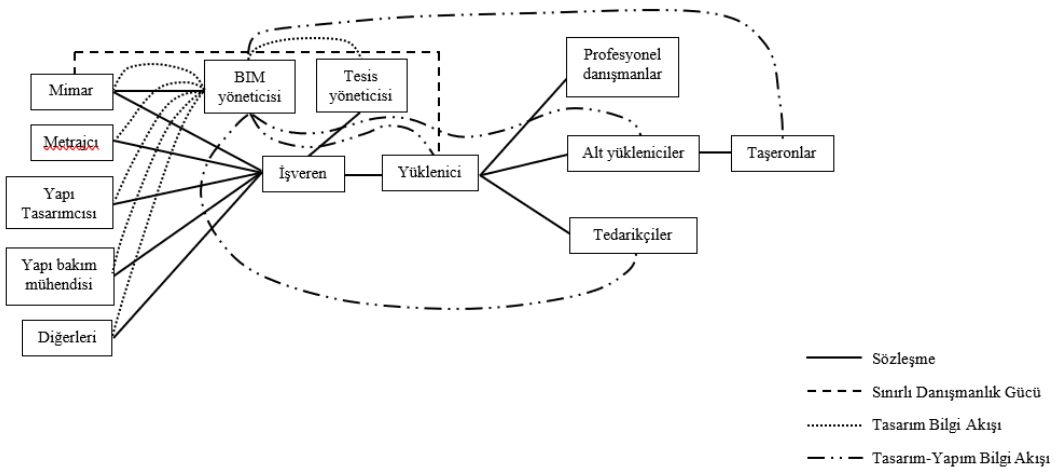 Mimar
BIM
yöneticisi
Tesis
yöneticisi
Profesyonel
danışmanlar
Metrajcı
İşveren
Yüklenici
Alt yükleniciler
Taşeronlar
Yapı
Tasarımcısı
Tedarikçiler
Yapı bakım
mühendisi
Diğerleri
Sözleşme
Sınırlı Danışmanlık Gücü
Tasarım Bilgi Akışı
Tasarım-Yapım Bilgi Akışı